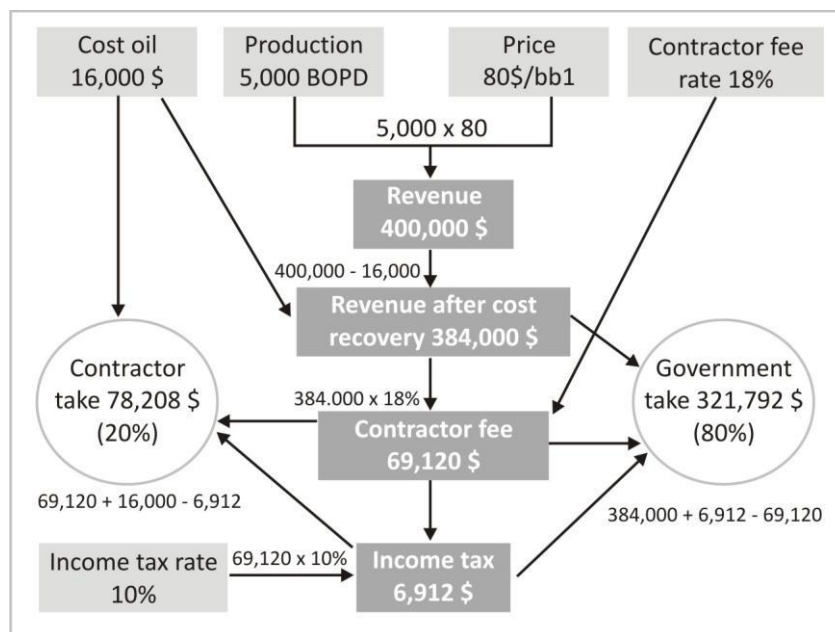 Cost oil
16,000 $
Production
5,000 BOPD
Price
80$/bb1
Contractor fee
rate 18%
5,000 x 80
Revenue
400,000 $
400,000 - 16,000
Revenue after cost
recovery 384,000 $
Contractor
take 78,208 $
(20%)
Government
take 321,792 $
(80%)
384.000 x 18%
Contractor fee
69,120 $
69,120 + 16,000 - 6,912
384,000 + 6,912 - 69,120
Income tax rate
10%
69,120 x 10%
Income tax
6,912 $